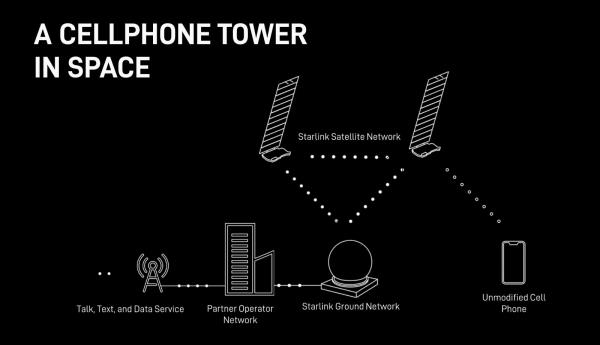 A CELLPHONE TOWER
IN SPACE
Starlink Satellite Network
Talk, Text, and Data Service
Partner Operator
Network
Starlink Ground Network
Unmodified Cell
Phone